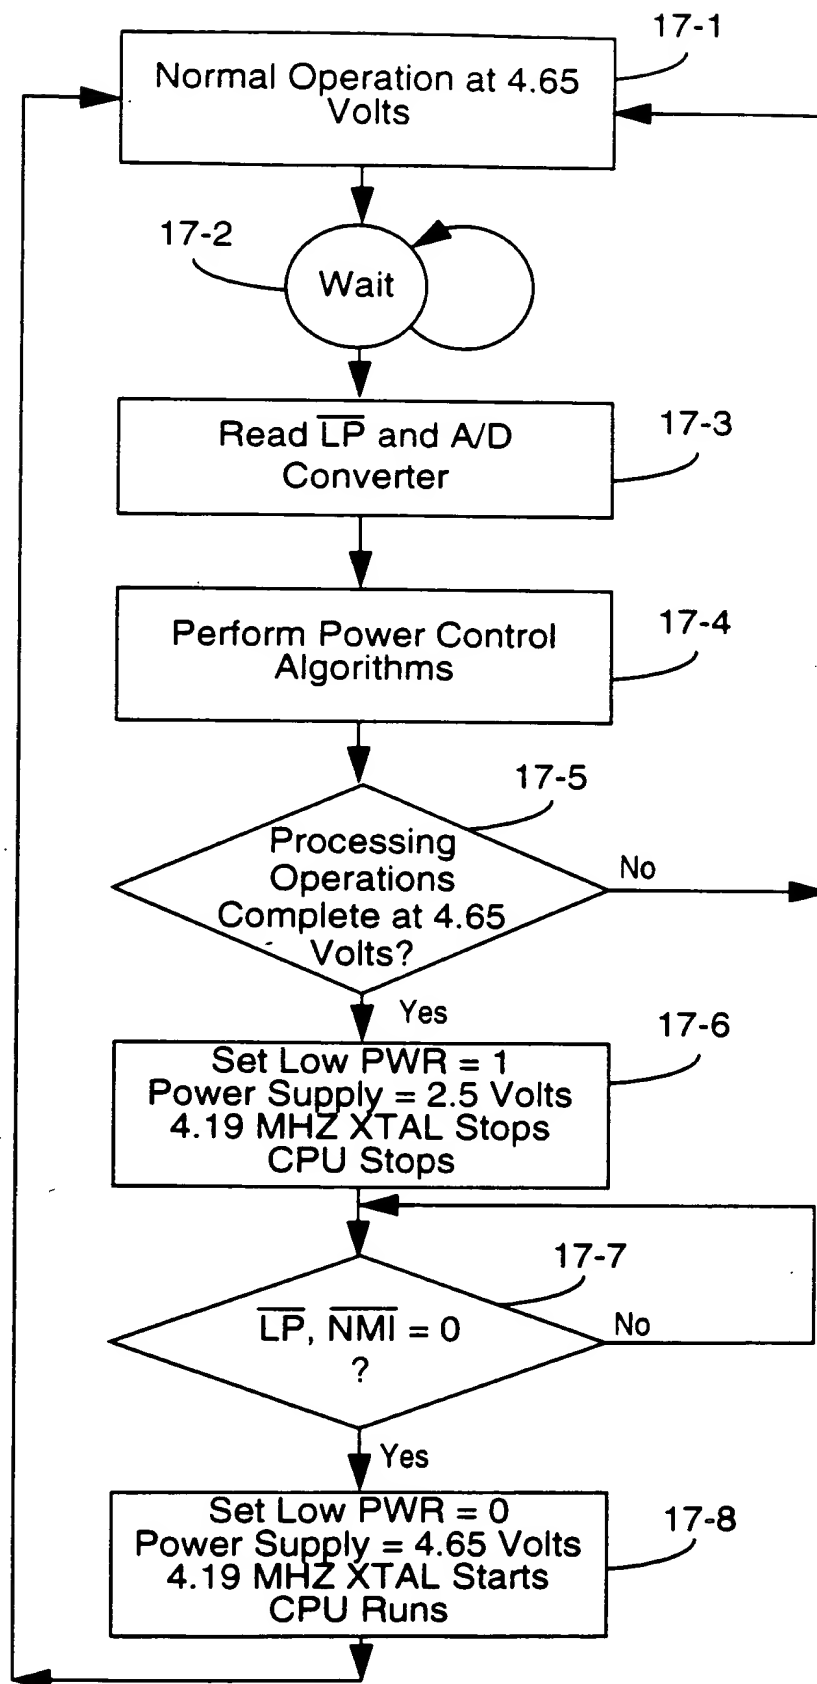 17-1
Normal Operation at 4.65
Volts
17-2
Wait
Read L̅P̅ and A/D
Converter
17-3
Perform Power Control
Algorithms
17-4
17-5
Processing
Operations
Complete at 4.65
Volts?
No
Yes
17-6
Set Low PWR = 1
Power Supply = 2.5 Volts
4.19 MHZ XTAL Stops
CPU Stops
17-7
L̅P̅, N̅M̅I̅ = 0
?
No
Yes
17-8
Set Low PWR = 0
Power Supply = 4.65 Volts
4.19 MHZ XTAL Starts
CPU Runs